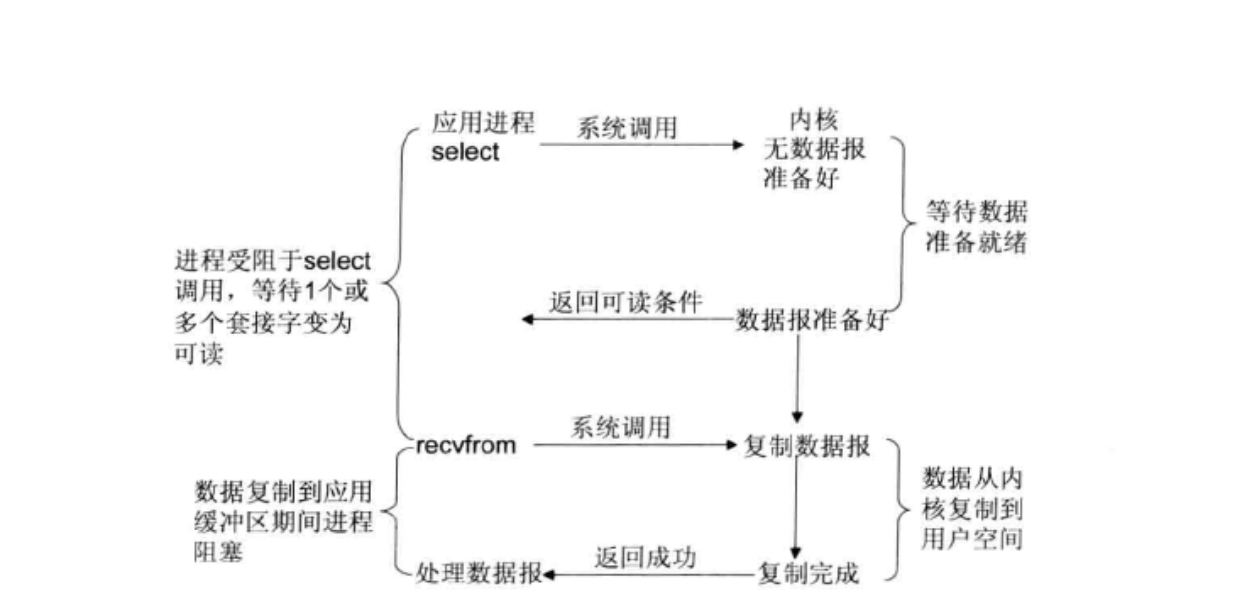 应用进程
select
系统调用
内核
无数据报
准备好
等待数据
准备就绪
进程受阻于select
调用，等待1个或
多个套接字变为
可读
返回可读条件
数据报准备好
recvfrom
系统调用
复制数据报
数据复制到应用
缓冲区期间进程
阻塞
数据从内
核复制到
用户空间
处理数据报
返回成功
复制完成